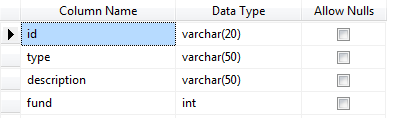 Column Name Data Type Allow Nulls
id varchar(20)
type varchar(50)
description varchar(50)
fund int